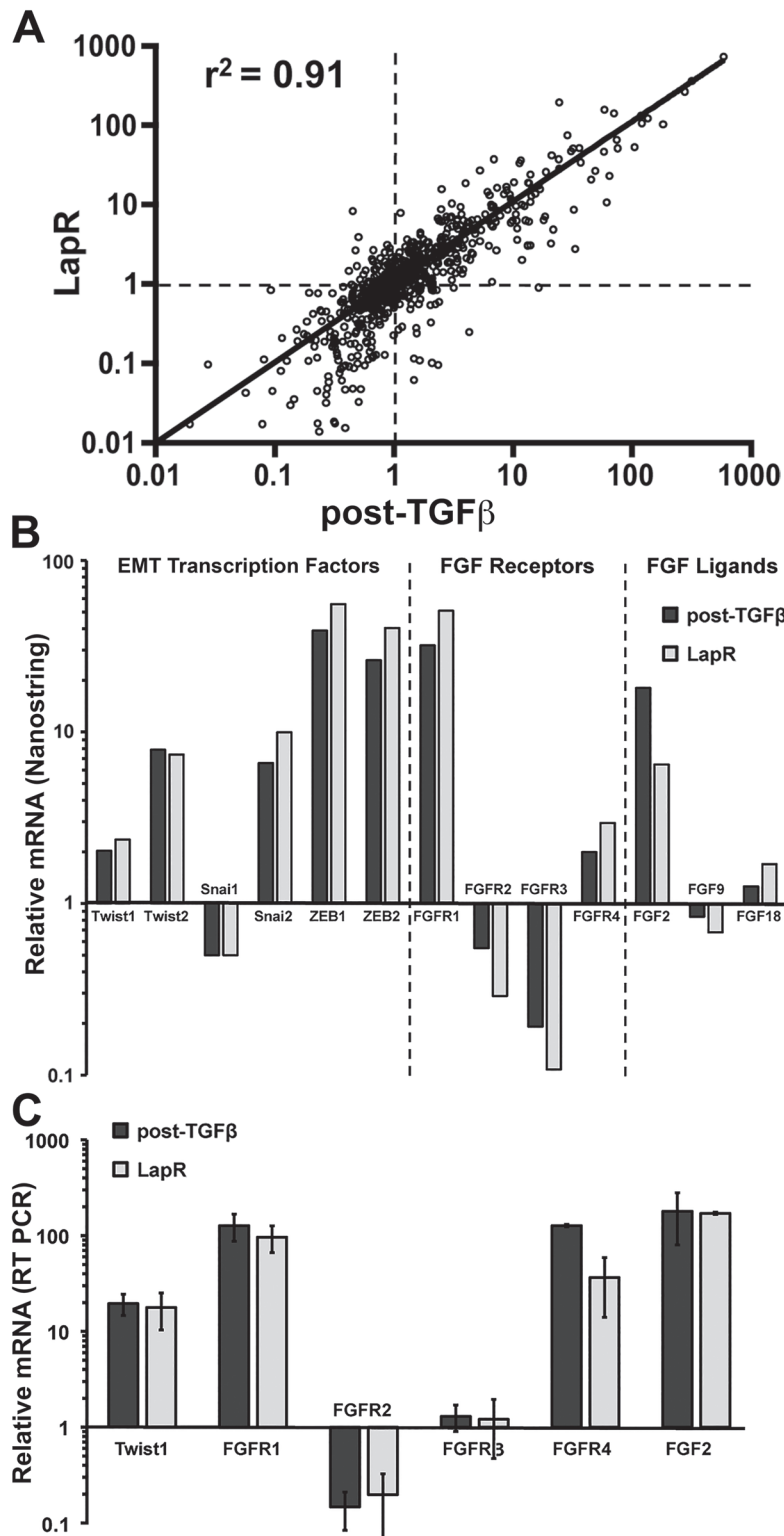 A
r² = 0.91
1000
100
10
1
0.1
0.01
LapR
0.01 0.1 1 10 100 1000
post-TGFβ
B
EMT Transcription Factors FGF Receptors FGF Ligands
post-TGFβ
LapR
Relative mRNA (Nanostring)
100
10
1
0.1
Snai1 FGFR2 FGFR3 FGF9
Twist1 Twist2 Snai2 ZEB1 ZEB2 FGFR1 FGFR4 FGF2 FGF18
C
post-TGFβ
LapR
Relative mRNA (RT PCR)
1000
100
10
1
0.1
FGFR2
Twist1 FGFR1 FGFR3 FGFR4 FGF2